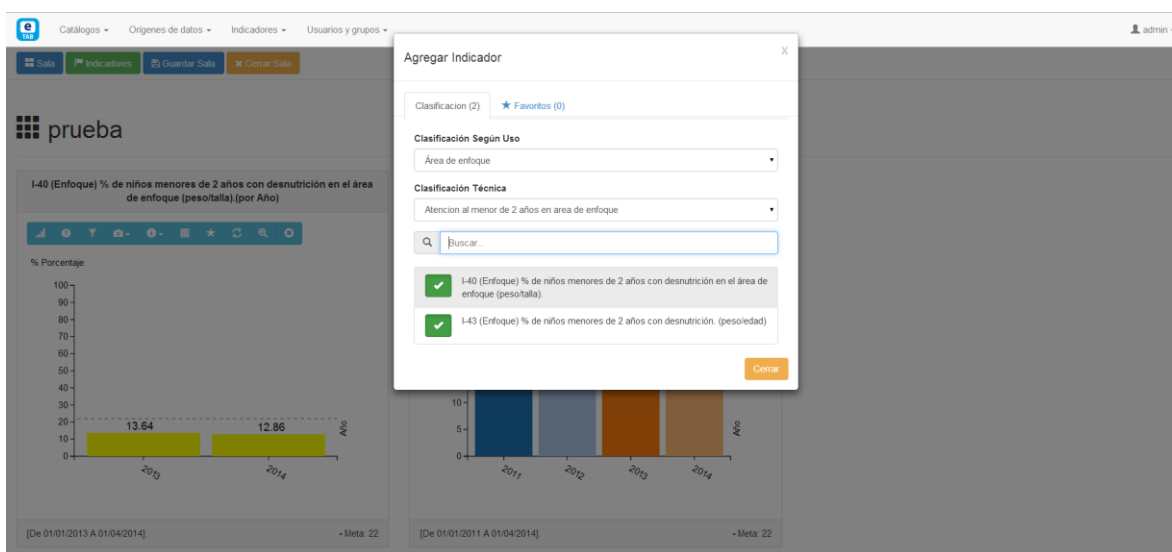 e
TAB
Catálogos
Orígenes de datos
Indicadores
Usuarios y grupos
admin
Sala
Indicadores
Guardar Sala
Cerrar Sala
prueba
Agregar Indicador
X
Clasificacion (2)
Favoritos (0)
Clasificación Según Uso
Área de enfoque
Clasificación Técnica
Atencion al menor de 2 años en area de enfoque
Buscar...
I-40 (Enfoque) % de niños menores de 2 años con desnutrición en el área de
enfoque (peso/talla).
I-43 (Enfoque) % de niños menores de 2 años con desnutrición. (peso/edad)
Cerrar
I-40 (Enfoque) % de niños menores de 2 años con desnutrición en el área
de enfoque (peso/talla).(por Año)
% Porcentaje
100
90
80
70
60
50
40
30
20
10
0
13.64
12.86
Año
2013
2014
[De 01/01/2013 A 01/04/2014]
- Meta: 22
10
5
0
Año
2011
2012
2013
2014
[De 01/01/2011 A 01/04/2014]
- Meta: 22